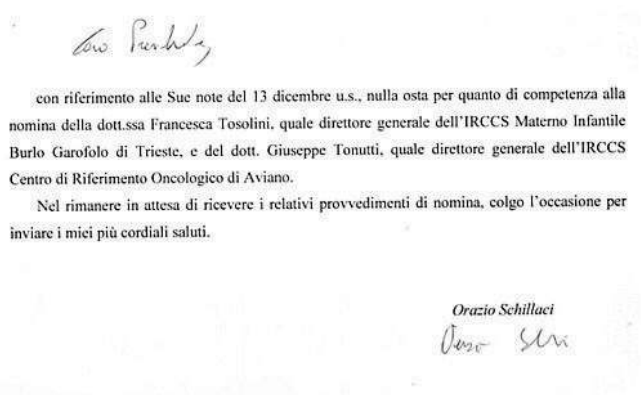 Caro Presidente,
con riferimento alle Sue note del 13 dicembre u.s., nulla osta per quanto di competenza alla
nomina della dott.ssa Francesca Tosolini, quale direttore generale dell'IRCCS Materno Infantile
Burlo Garofolo di Trieste, e del dott. Giuseppe Tonutti, quale direttore generale dell'IRCCS
Centro di Riferimento Oncologico di Aviano.
Nel rimanere in attesa di ricevere i relativi provvedimenti di nomina, colgo l'occasione per
inviare i miei più cordiali saluti.
Orazio Schillaci